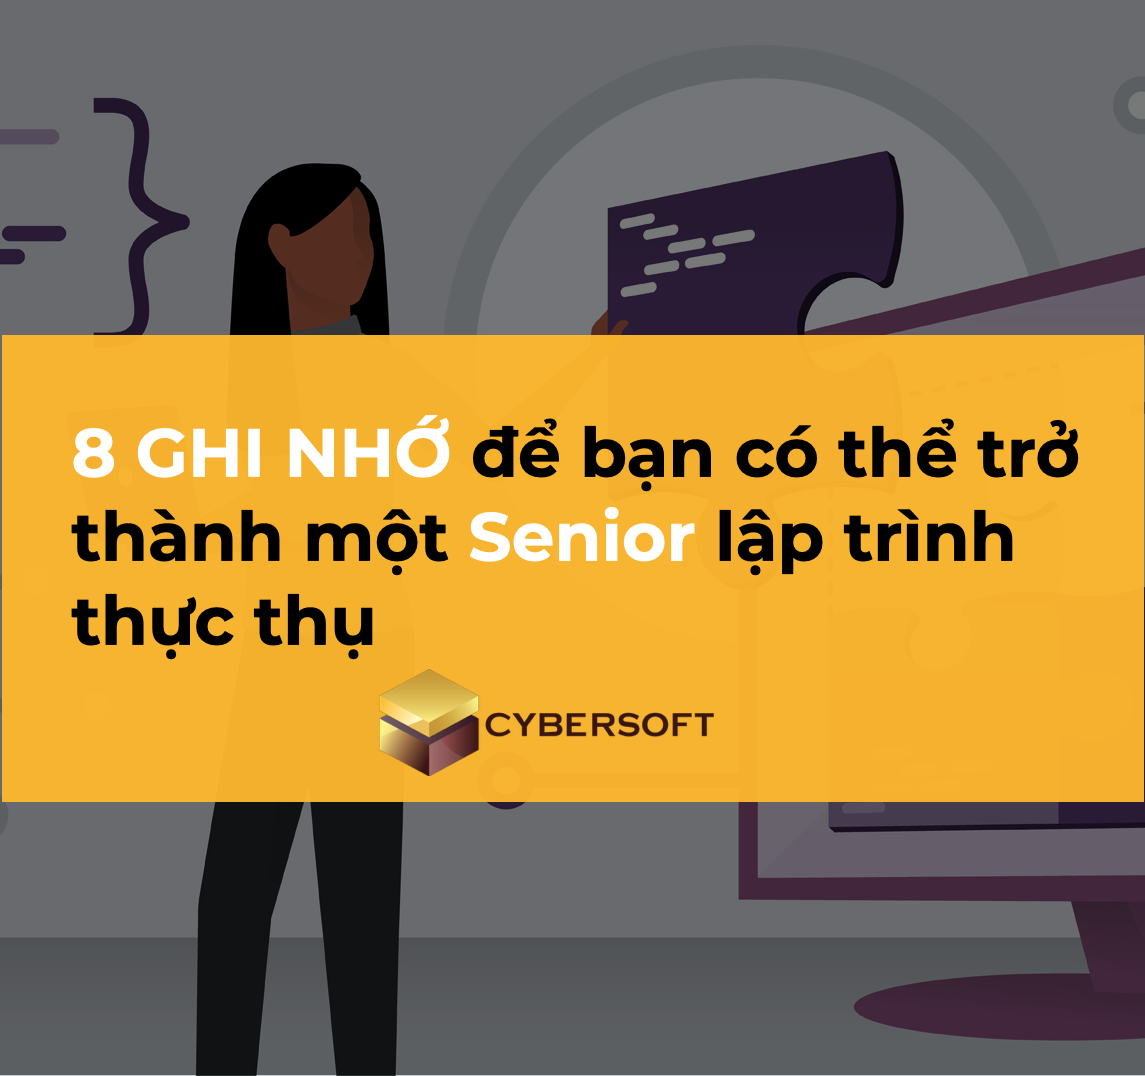 8 GHI NHỚ để bạn có thể trở
thành một Senior lập trình
thực thụ
CYBERSOFT